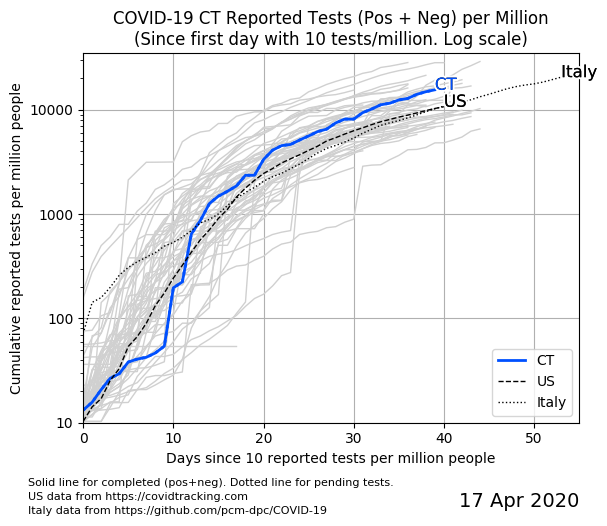 COVID-19 CT Reported Tests (Pos + Neg) per Million
(Since first day with 10 tests/million. Log scale)
Cumulative reported tests per million people
10000
1000
100
10
Italy
CT
US
CT
US
Italy
0 10 20 30 40 50
Days since 10 reported tests per million people
Solid line for completed (pos+neg). Dotted line for pending tests.
US data from https://covidtracking.com
Italy data from https://github.com/pcm-dpc/COVID-19
17 Apr 2020